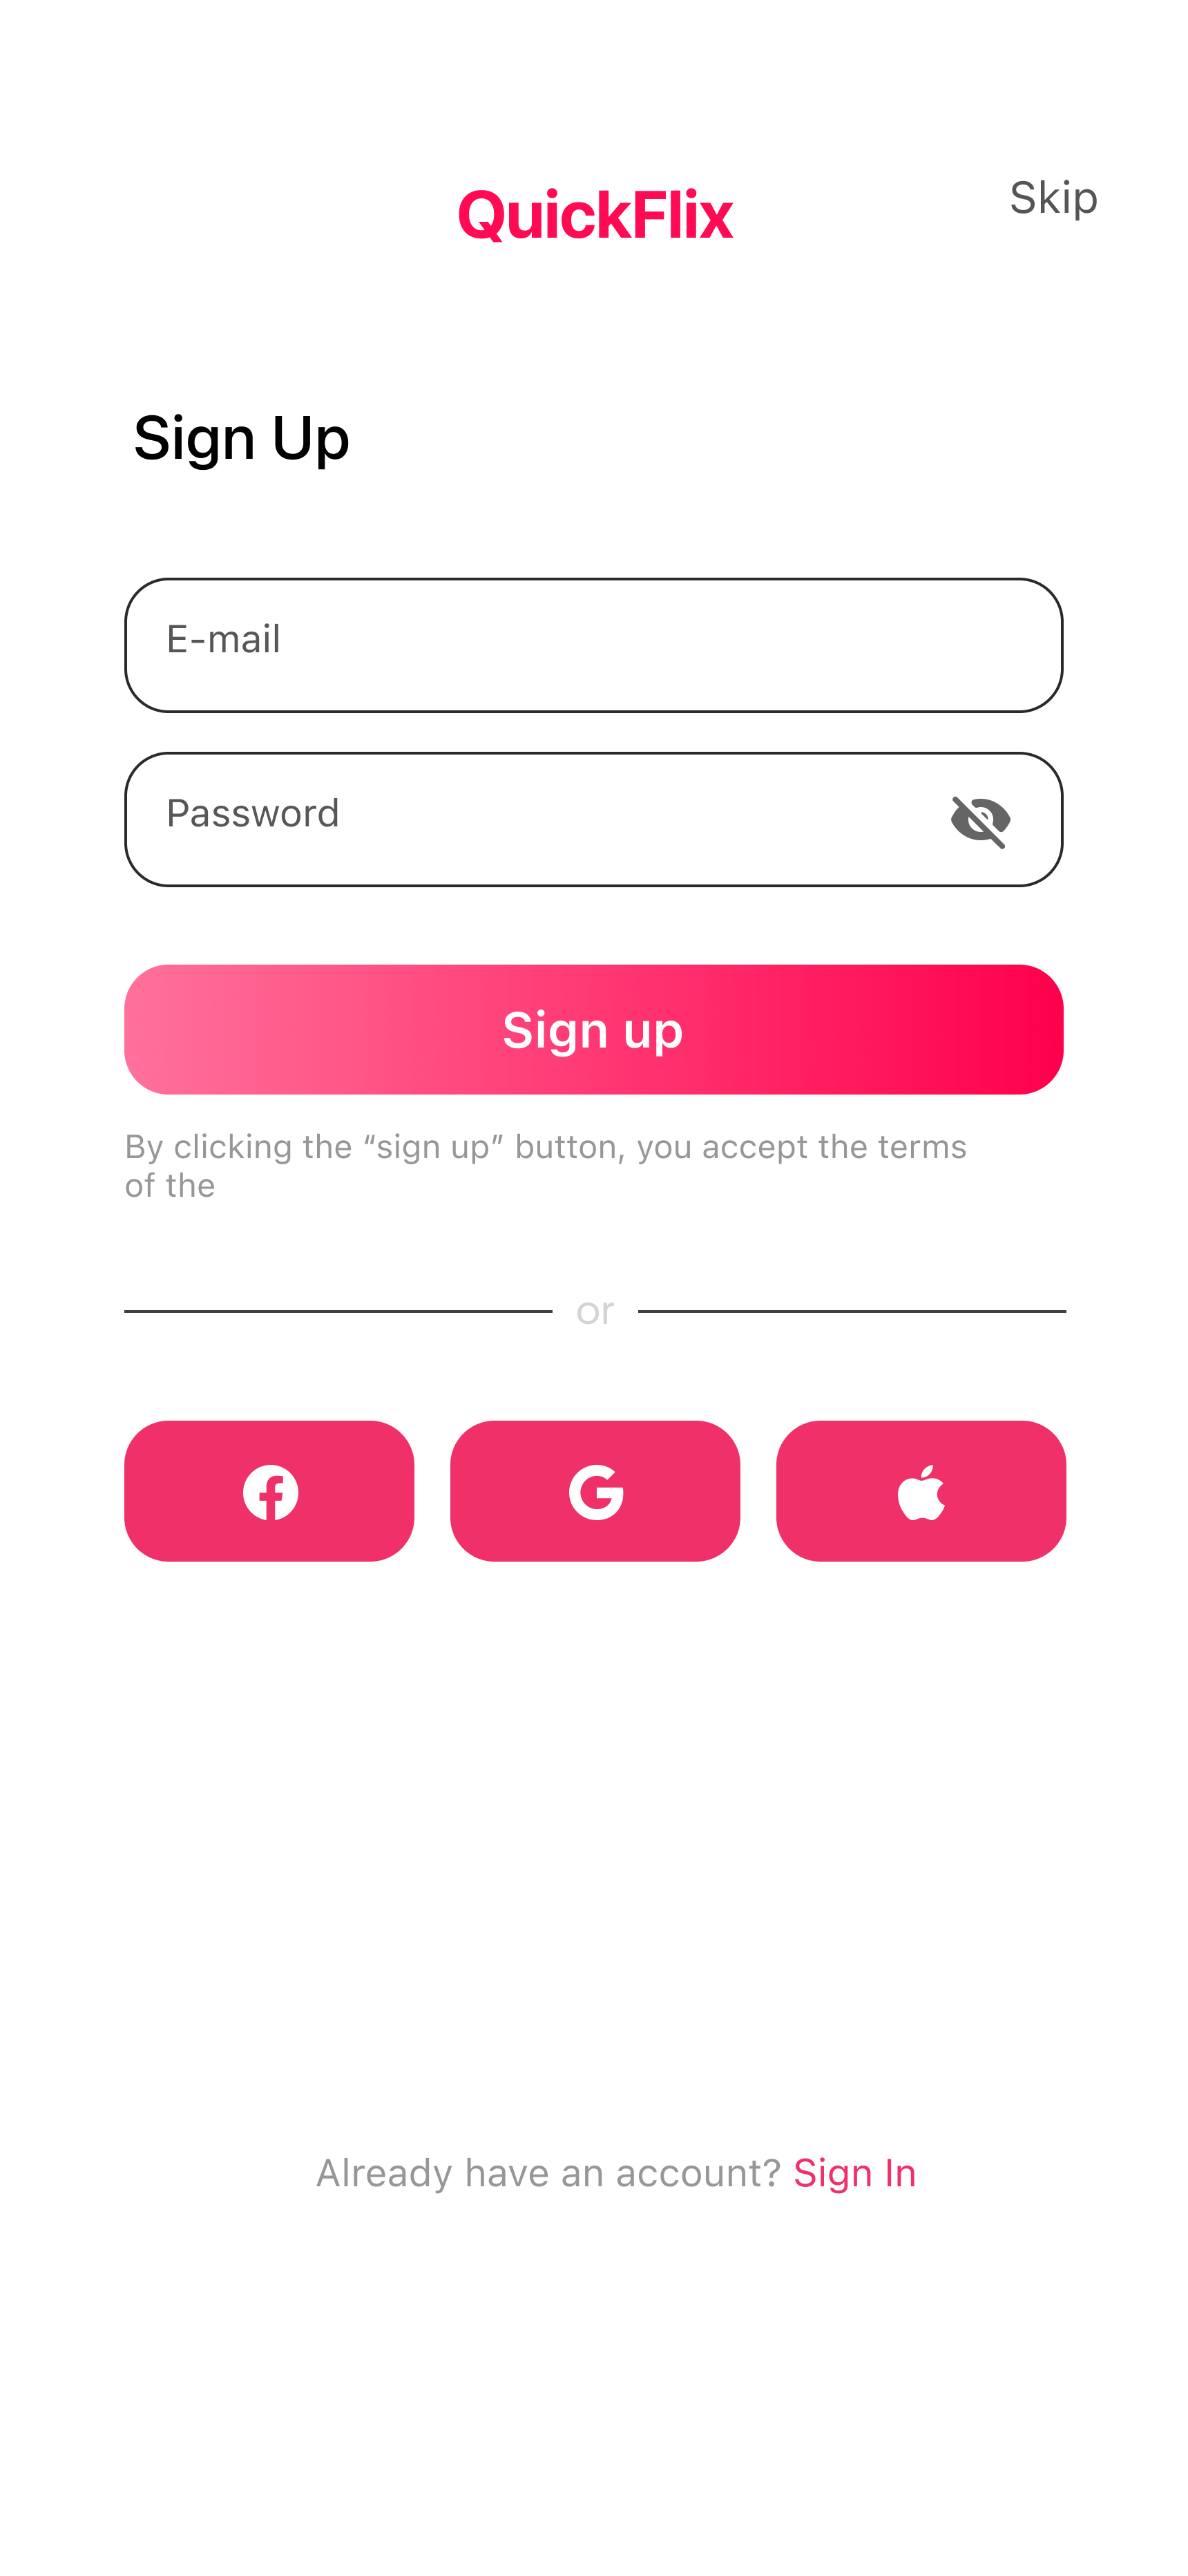 QuickFlix
Skip
Sign Up
E-mail
Password
Sign up
By clicking the “sign up” button, you accept the terms
of the
or
Already have an account? Sign In